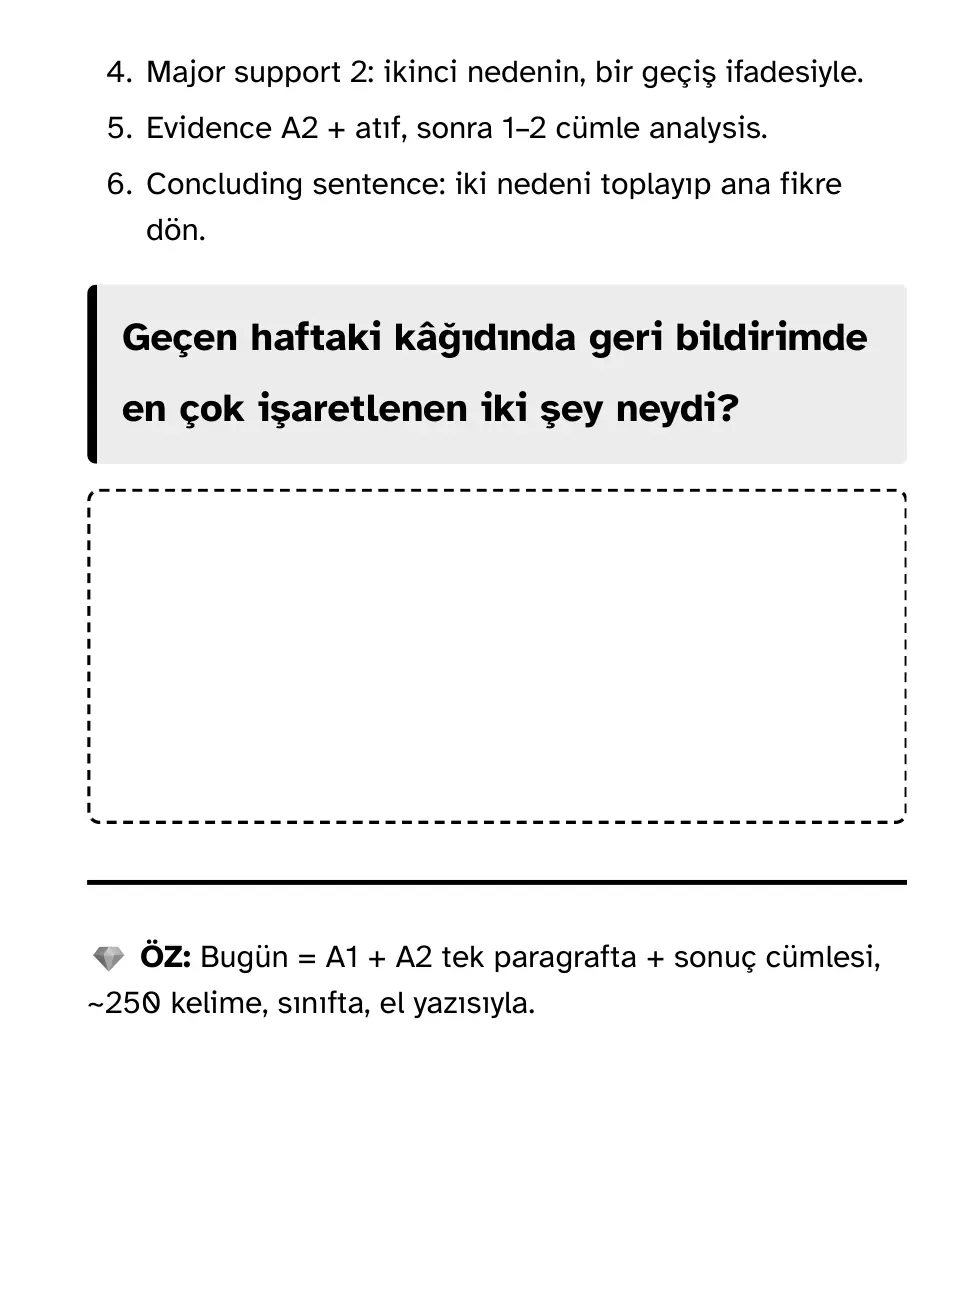 4. Major support 2: ikinci nedenin, bir geçiş ifadesiyle.
5. Evidence A2 + atıf, sonra 1–2 cümle analysis.
6. Concluding sentence: iki nedeni toplayıp ana fikre
dön.
Geçen haftaki kâğıdında geri bildirimde
en çok işaretlenen iki şey neydi?
ÖZ: Bugün = A1 + A2 tek paragrafta + sonuç cümlesi,
~250 kelime, sınıfta, el yazısıyla.